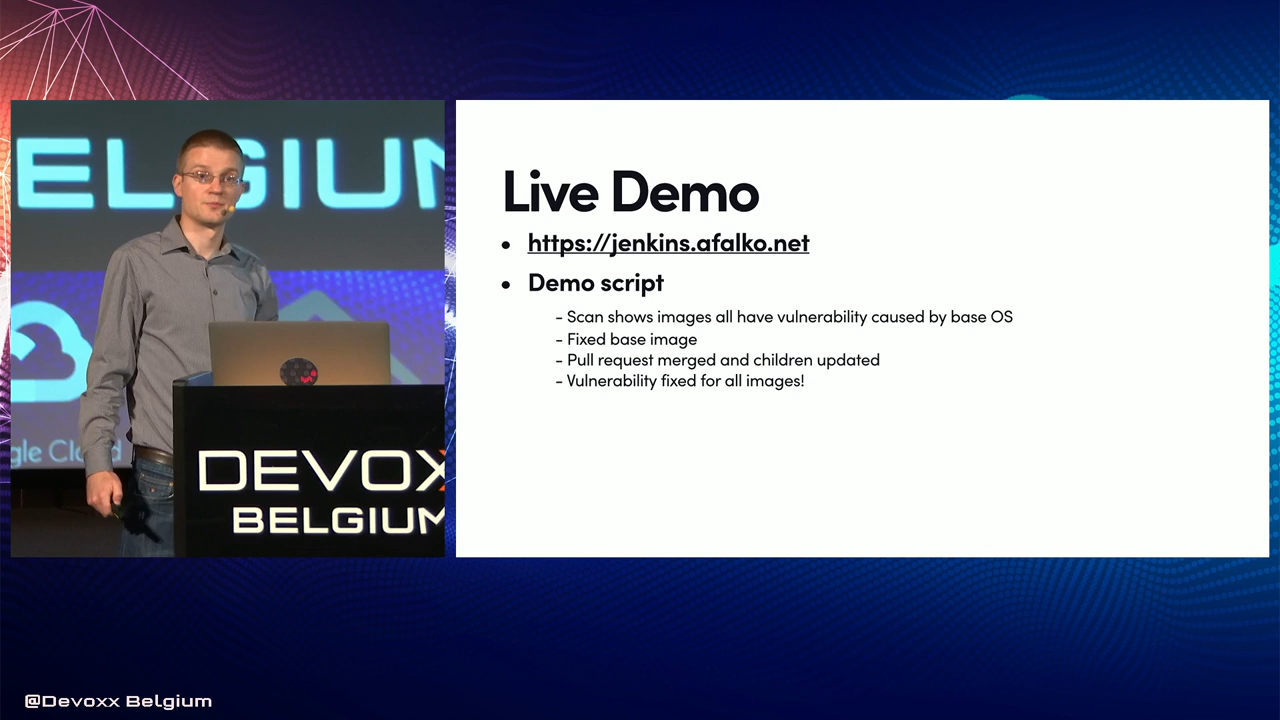 ELGIUM
gle Cloud
DEVOXX
BELGIUM
Live Demo
• https://jenkins.afalko.net
• Demo script
- Scan shows images all have vulnerability caused by base OS
- Fixed base image
- Pull request merged and children updated
- Vulnerability fixed for all images!
@Devoxx Belgium